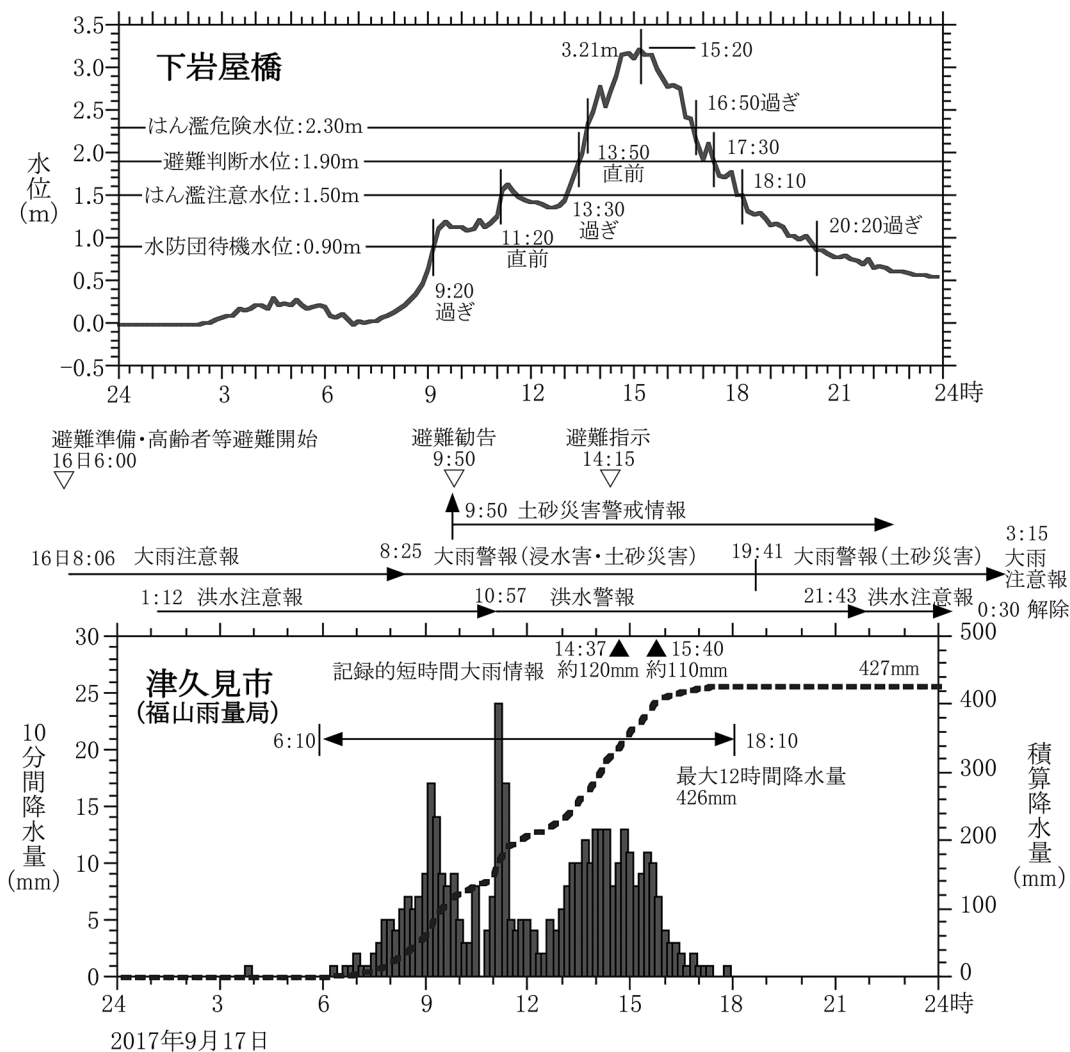 下岩屋橋
水位(m)
3.5
3.0
2.5
2.0
1.5
1.0
0.5
0.0
−0.5
3.21m
15:20
16:50過ぎ
はん濫危険水位:2.30m
13:50
直前
17:30
避難判断水位:1.90m
18:10
はん濫注意水位:1.50m
13:30
過ぎ
20:20過ぎ
11:20
直前
水防団待機水位:0.90m
9:20
過ぎ
24 3 6 9 12 15 18 21 24時
避難準備・高齢者等避難開始
16日6:00
避難勧告
9:50
避難指示
14:15
9:50 土砂災害警戒情報
16日8:06 大雨注意報
8:25 大雨警報(浸水害・土砂災害)
19:41 大雨警報(土砂災害)
3:15
大雨
注意報
1:12 洪水注意報
10:57 洪水警報
21:43 洪水注意報
0:30 解除
津久見市
(福山雨量局)
10分間降水量(mm)
30
25
20
15
10
5
0
記録的短時間大雨情報
14:37
約120mm
15:40
約110mm
427mm
6:10
18:10
最大12時間降水量
426mm
500
400
300
200
100
0
積算降水量(mm)
24 3 6 9 12 15 18 21 24時
2017年9月17日